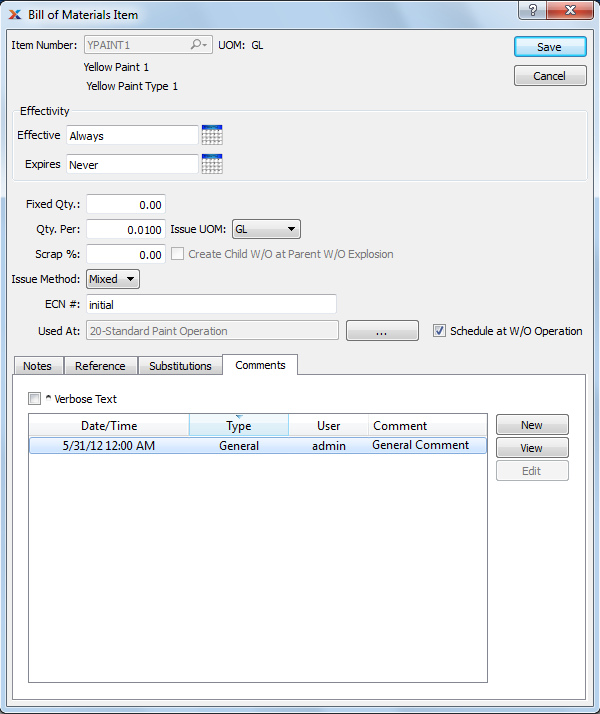 Bill of Materials Item ?
Item Number: YPAINT1 UOM: GL Save
Yellow Paint 1
Yellow Paint Type 1 Cancel
Effectivity
Effective Always
Expires Never
Fixed Qty.: 0.00
Qty. Per: 0.0100 Issue UOM: GL
Scrap %: 0.00 Create Child W/O at Parent W/O Explosion
Issue Method: Mixed
ECN #: initial
Used At: 20-Standard Paint Operation ... Schedule at W/O Operation
Notes Reference Substitutions Comments
^ Verbose Text
Date/Time Type User Comment New
5/31/12 12:00 AM General admin General Comment View
Edit